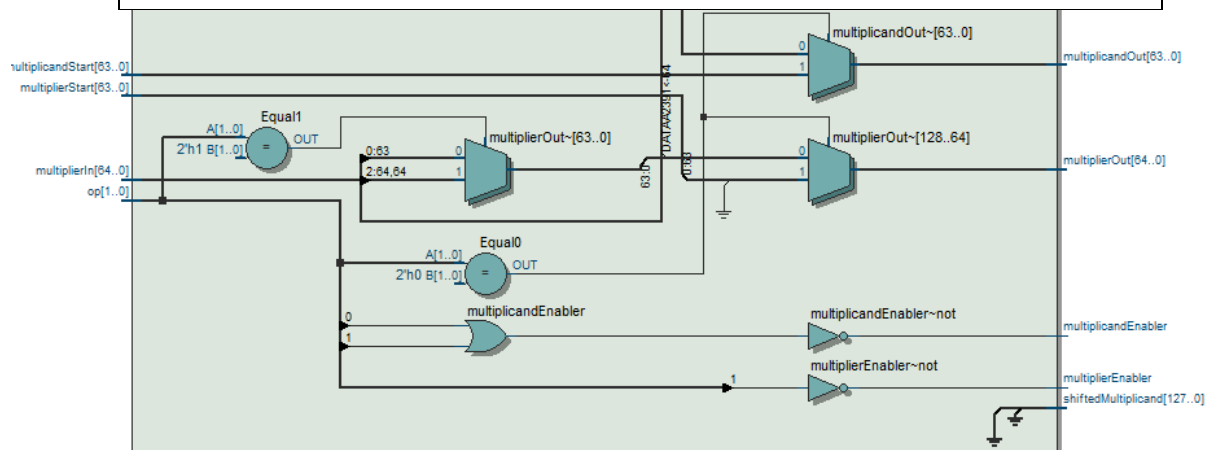 multiplicandOut~[63..0]
0
1
multiplicandOut[63..0]
ultiplicandStart[63..0]
multiplierStart[63..0]
Equal1
A[1..0]
2'h1 B[1..0]
=
OUT
multiplierOut~[63..0]
0:63
0
2:64,64
1
63:0
0:63
multiplierOut~[128..64]
0
1
multiplierIn[64..0]
multiplierOut[64..0]
op[1..0]
Equal0
A[1..0]
2'h0 B[1..0]
=
OUT
multiplicandEnabler
0
1
multiplicandEnabler~not
multiplicandEnabler
multiplierEnabler~not
1
multiplierEnabler
shiftedMultiplicand[127..0]